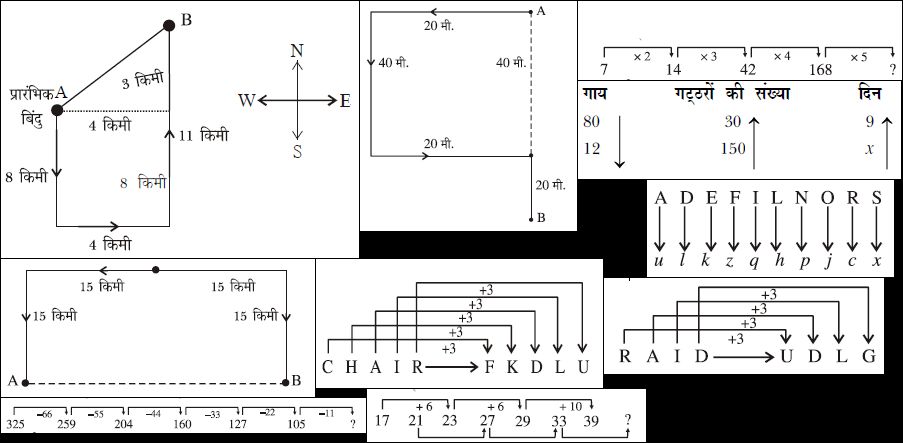 B
3 किमी
प्रारंभिक A
बिंदु
4 किमी
11 किमी
8 किमी
8 किमी
4 किमी
N
W E
S
A
20 मी.
40 मी.
40 मी.
20 मी.
20 मी.
B
×2 ×3 ×4 ×5
7 14 42 168 ?
गाय गट्ठरों की संख्या दिन
80 30 9
12 150 x
A D E F I L N O R S
u l k z q h p j c x
15 किमी 15 किमी
15 किमी 15 किमी
A B
+3
+3
+3
+3
+3
C H A I R F K D L U
+3
+3
+3
+3
R A I D U D L G
–66 –55 –44 –33 –22 –11
325 259 204 160 127 105 ?
+ 6 + 6 + 10
17 21 23 27 29 33 39 ?